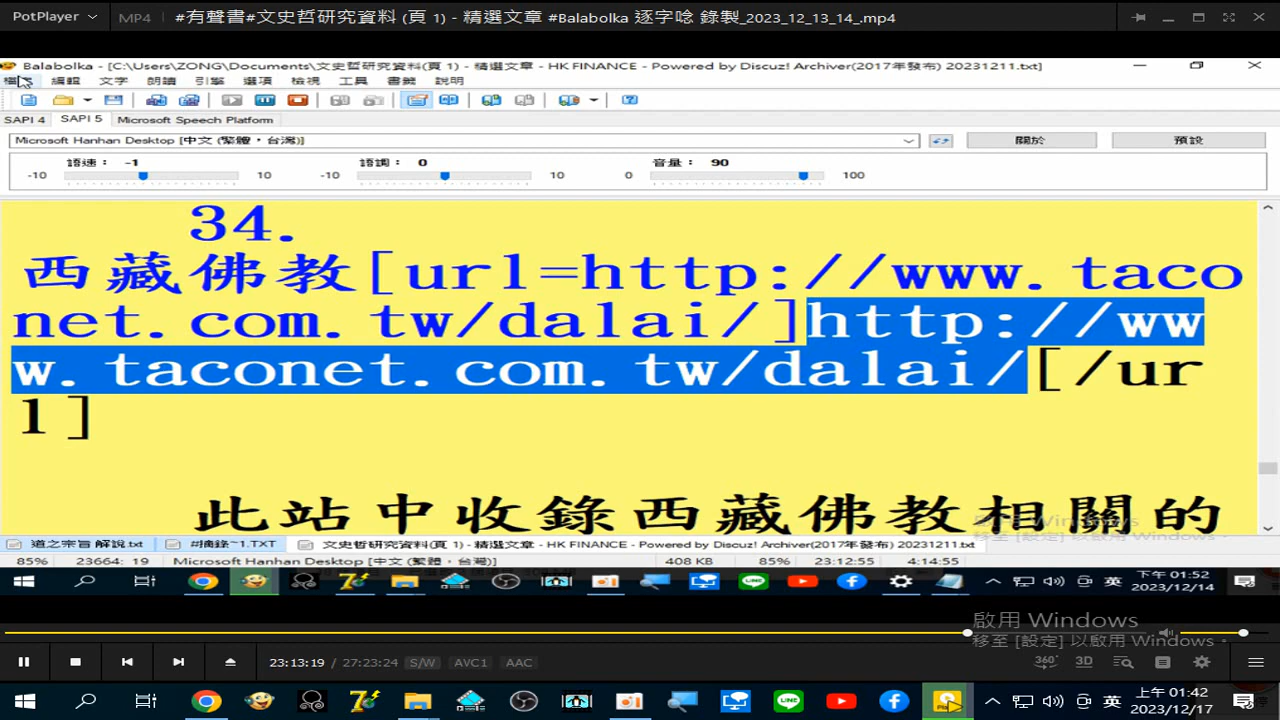 PotPlayer MP4 #有聲書#文史哲研究資料 (頁 1) - 精選文章 #Balabolka 逐字唸 錄製_2023_12_13_14_.mp4
Balabolka - [C:\Users\ZONG\Documents\文史哲研究資料(頁 1) - 精選文章 - HK FINANCE - Powered by Discuz! Archiver(2017年發布) 20231211.txt]
檔案 編輯 文字 朗讀 引擎 選項 檢視 工具 書籤 說明
SAPI 4 SAPI 5 Microsoft Speech Platform
Microsoft Hanhan Desktop [中文 (繁體，台灣)] 關於 預設
語速： -1 語調： 0 音量： 90
-10 10 -10 10 0 100
34.
西藏佛教[url=http://www.taco
net.com.tw/dalai/]http://ww
w.taconet.com.tw/dalai/[/ur
l]
此站中收錄西藏佛教相關的
道之宗旨 解說.txt #摘錄~1.TXT 文史哲研究資料(頁 1) - 精選文章 - HK FINANCE - Powered by Discuz! Archiver(2017年發布) 20231211.txt
85% 23664: 19 Microsoft Hanhan Desktop [中文 (繁體，台灣)] 408 KB 85% 23:12:55 4:14:55
英 下午 01:52
2023/12/14
啟用 Windows
移至 [設定] 以啟用 Windows。
23:13:19 / 27:23:24 S/W AVC1 AAC 360° 3D
英 上午 01:42
2023/12/17